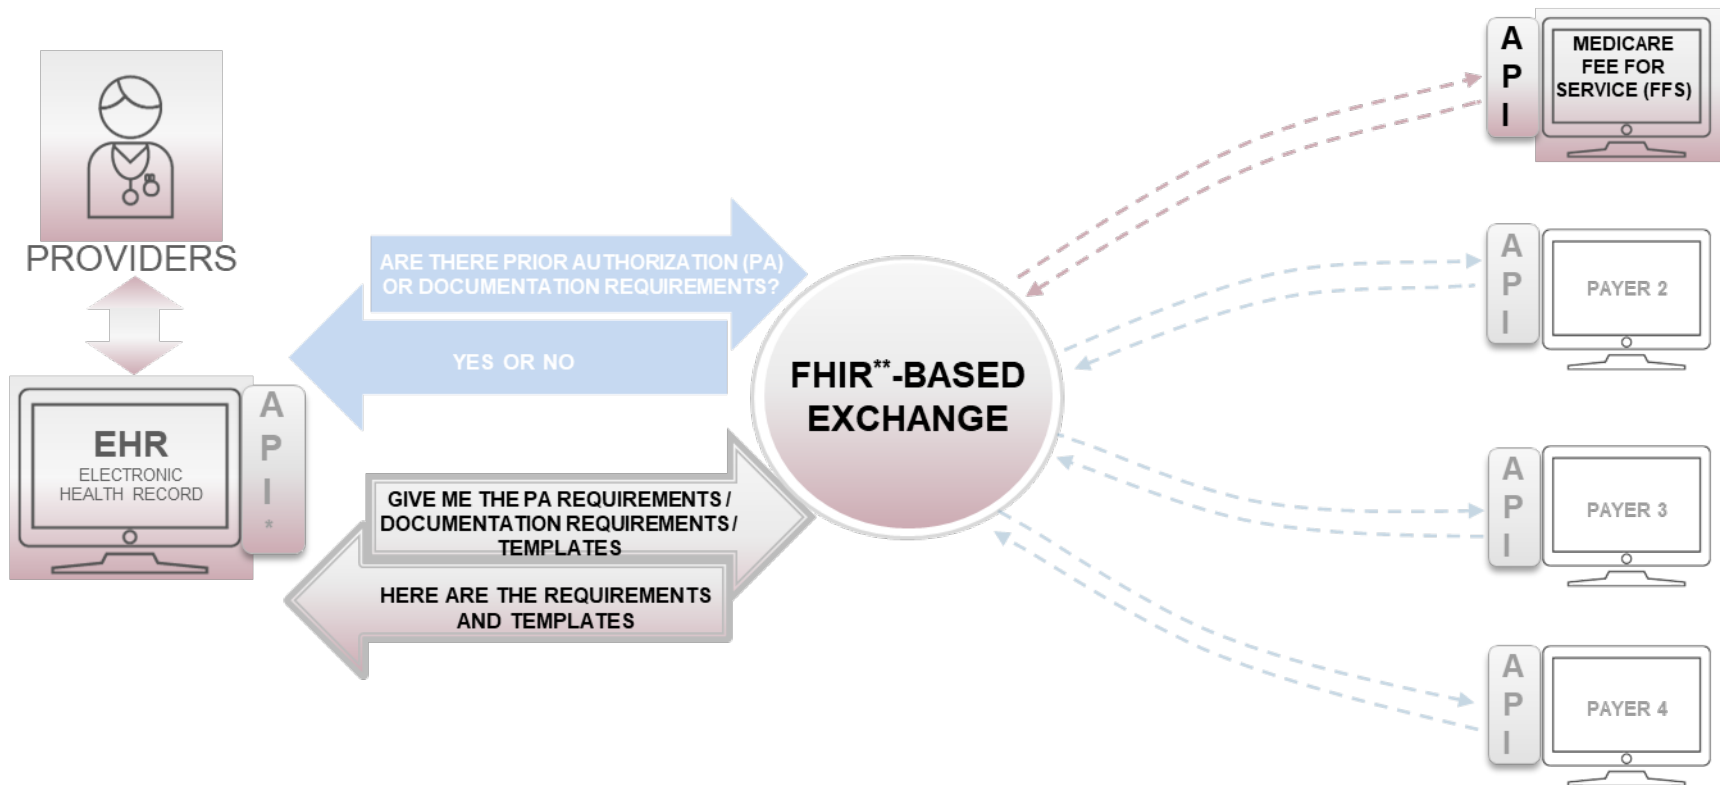 PROVIDERS
EHR
ELECTRONIC
HEALTH RECORD
A
P
I
*
ARE THERE PRIOR AUTHORIZATION (PA)
OR DOCUMENTATION REQUIREMENTS?
YES OR NO
GIVE ME THE PA REQUIREMENTS /
DOCUMENTATION REQUIREMENTS/
TEMPLATES
HERE ARE THE REQUIREMENTS
AND TEMPLATES
FHIR**-BASED
EXCHANGE
A
P
I
MEDICARE
FEE FOR
SERVICE (FFS)
A
P
I
PAYER 2
A
P
I
PAYER 3
A
P
I
PAYER 4